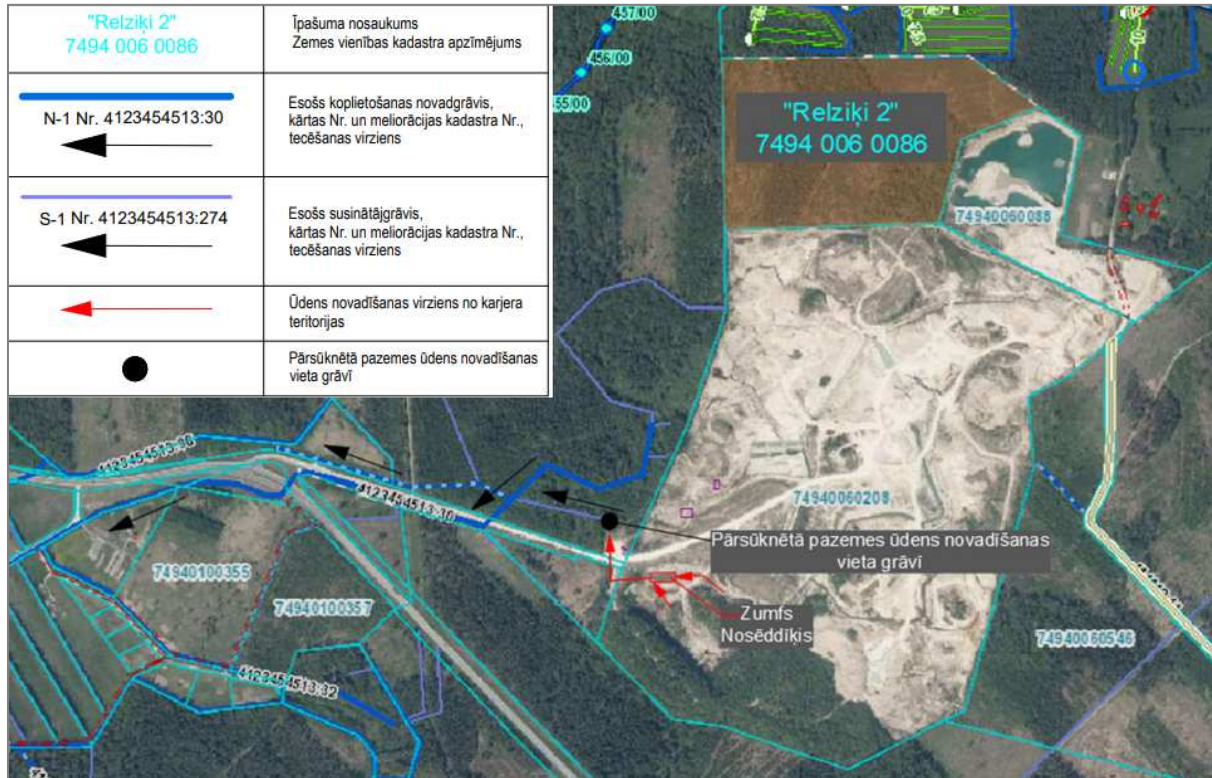 "Relziķi 2"
7494 006 0086
Īpašuma nosaukums
Zemes vienības kadastra apzīmējums
N-1 Nr. 4123454513:30
Esošs koplietošanas novadgrāvis,
kārtas Nr. un meliorācijas kadastra Nr.,
tecēšanas virziens
S-1 Nr. 4123454513:274
Esošs susinātājgrāvis,
kārtas Nr. un meliorācijas kadastra Nr.,
tecēšanas virziens
Ūdens novadīšanas virziens no karjera
teritorijas
Pārsūknētā pazemes ūdens novadīšanas
vieta grāvī
457/00
456/00
455/00
"Relziķi 2"
7494 006 0086
74940060088
4123454513:30
74940060208
Pārsūknētā pazemes ūdens novadīšanas
vieta grāvī
Zumfs
Nosēddīķis
74940100355
74940100357
74940060546
4123454513:32